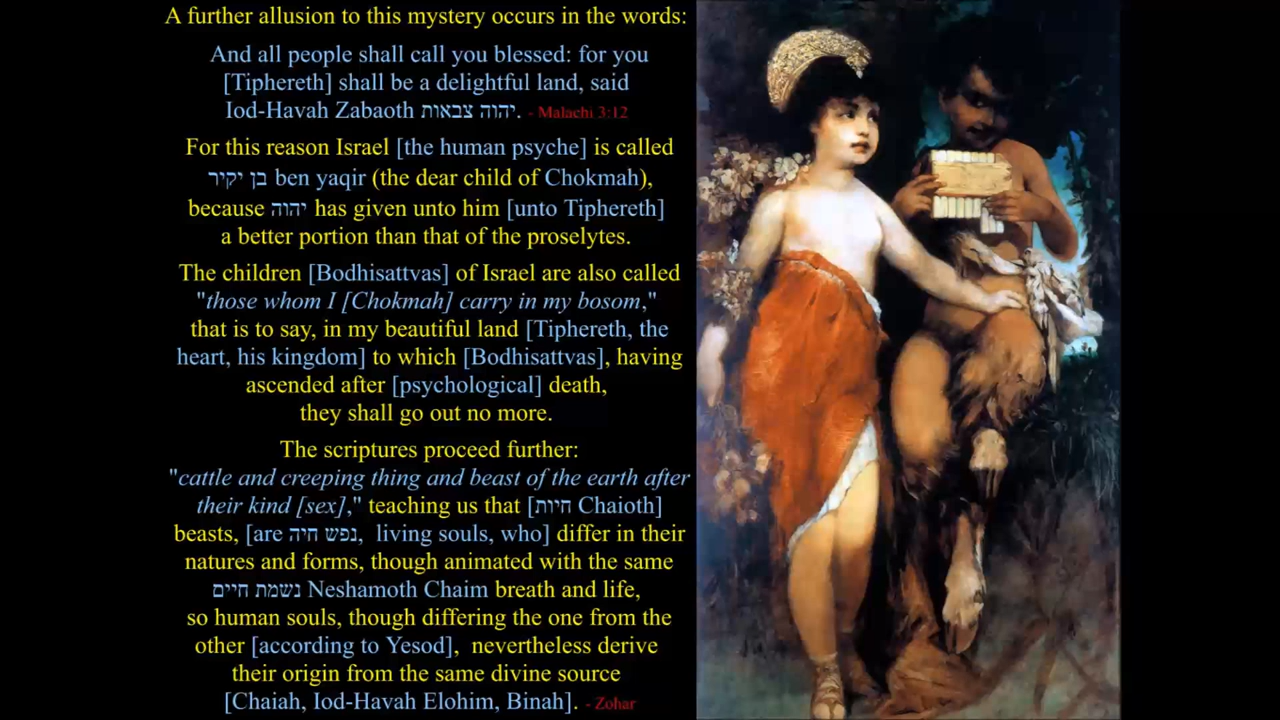 A further allusion to this mystery occurs in the words:
And all people shall call you blessed: for you
[Tiphereth] shall be a delightful land, said
Iod-Havah Zabaoth יהוה צבאות. - Malachi 3:12
For this reason Israel [the human psyche] is called
בן יקיר ben yaqir (the dear child of Chokmah),
because יהוה has given unto him [unto Tiphereth]
a better portion than that of the proselytes.
The children [Bodhisattvas] of Israel are also called
"those whom I [Chokmah] carry in my bosom,"
that is to say, in my beautiful land [Tiphereth, the
heart, his kingdom] to which [Bodhisattvas], having
ascended after [psychological] death,
they shall go out no more.
The scriptures proceed further:
"cattle and creeping thing and beast of the earth after
their kind [sex]," teaching us that [חיות Chaioth]
beasts, [are נפש חיה, living souls, who] differ in their
natures and forms, though animated with the same
נשמת חיים Neshamoth Chaim breath and life,
so human souls, though differing the one from the
other [according to Yesod], nevertheless derive
their origin from the same divine source
[Chaiah, Iod-Havah Elohim, Binah]. - Zohar